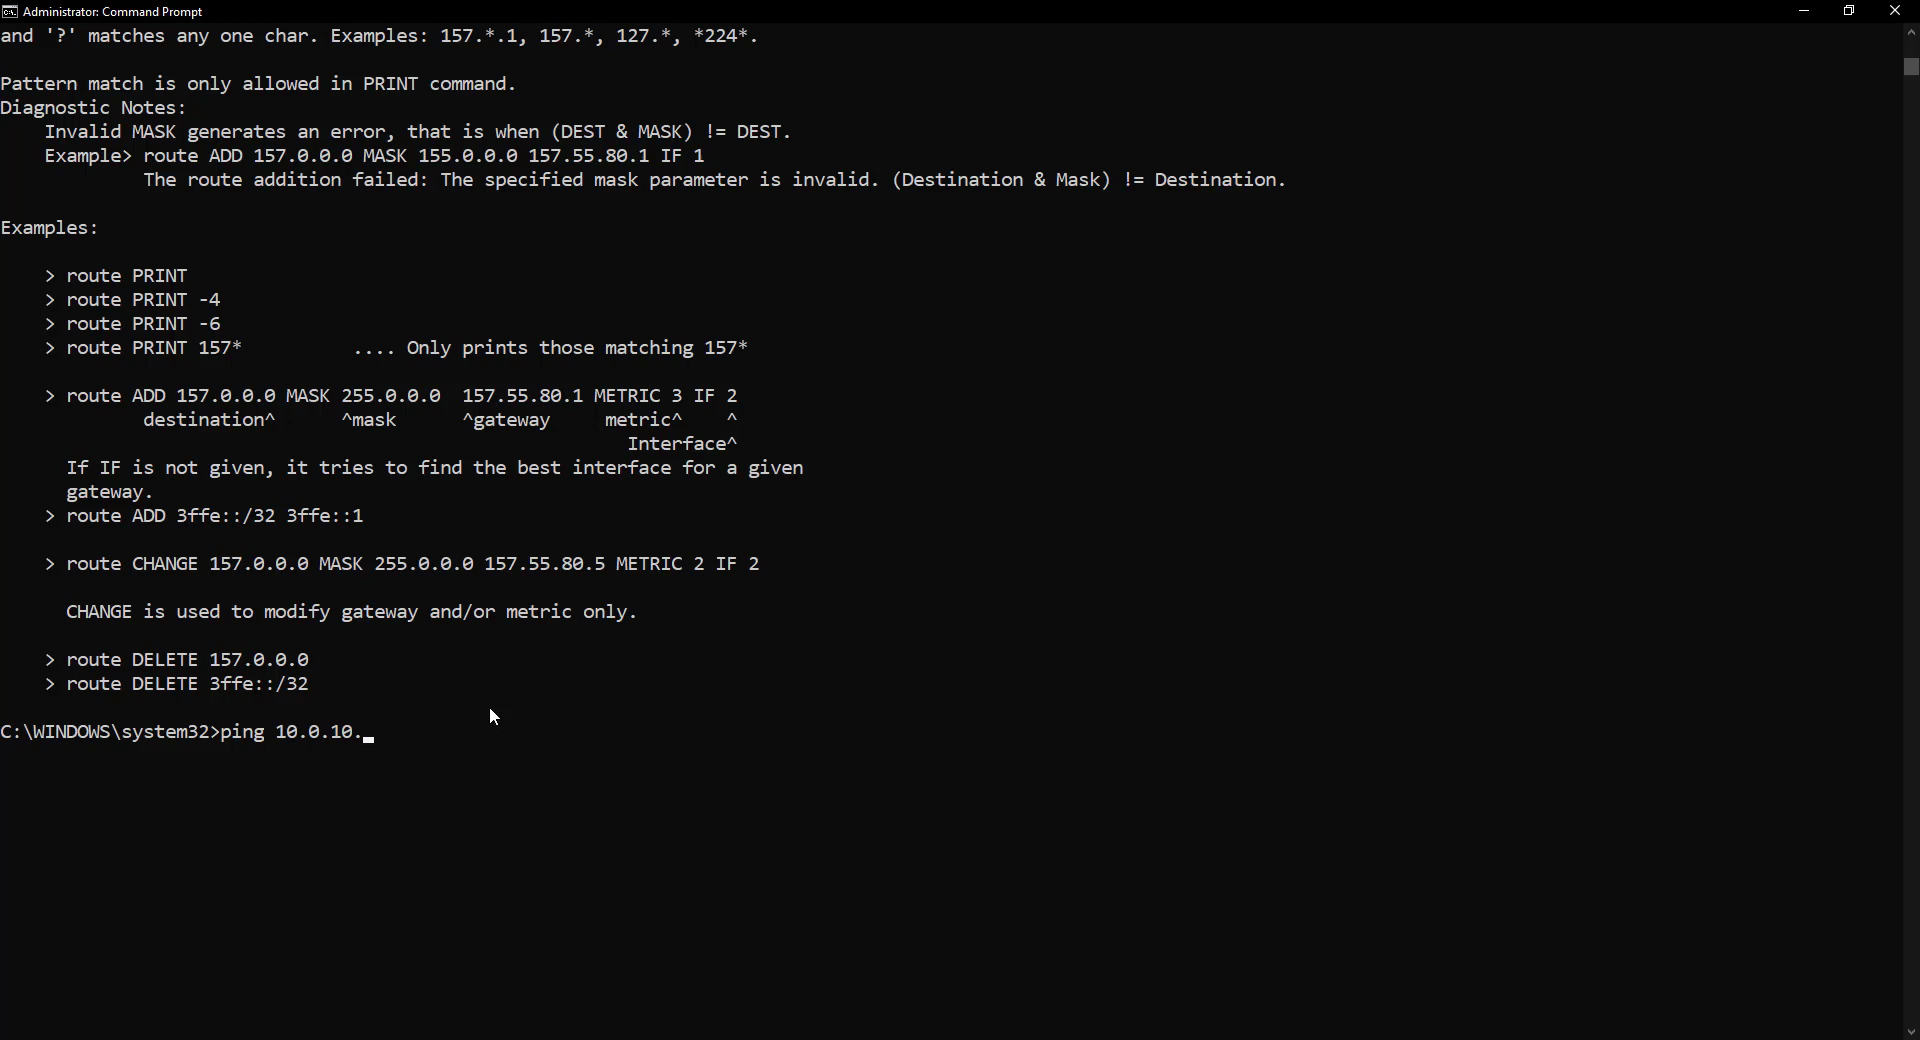 Administrator: Command Prompt
and '?' matches any one char. Examples: 157.*.1, 157.*, 127.*, *224*.
Pattern match is only allowed in PRINT command.
Diagnostic Notes:
    Invalid MASK generates an error, that is when (DEST & MASK) != DEST.
    Example> route ADD 157.0.0.0 MASK 155.0.0.0 157.55.80.1 IF 1
             The route addition failed: The specified mask parameter is invalid. (Destination & Mask) != Destination.
Examples:
    > route PRINT
    > route PRINT -4
    > route PRINT -6
    > route PRINT 157*          .... Only prints those matching 157*
    > route ADD 157.0.0.0 MASK 255.0.0.0  157.55.80.1 METRIC 3 IF 2
             destination^      ^mask      ^gateway     metric^    ^
                                                         Interface^
      If IF is not given, it tries to find the best interface for a given
      gateway.
    > route ADD 3ffe::/32 3ffe::1
    > route CHANGE 157.0.0.0 MASK 255.0.0.0 157.55.80.5 METRIC 2 IF 2
      CHANGE is used to modify gateway and/or metric only.
    > route DELETE 157.0.0.0
    > route DELETE 3ffe::/32
C:\WINDOWS\system32>ping 10.0.10._